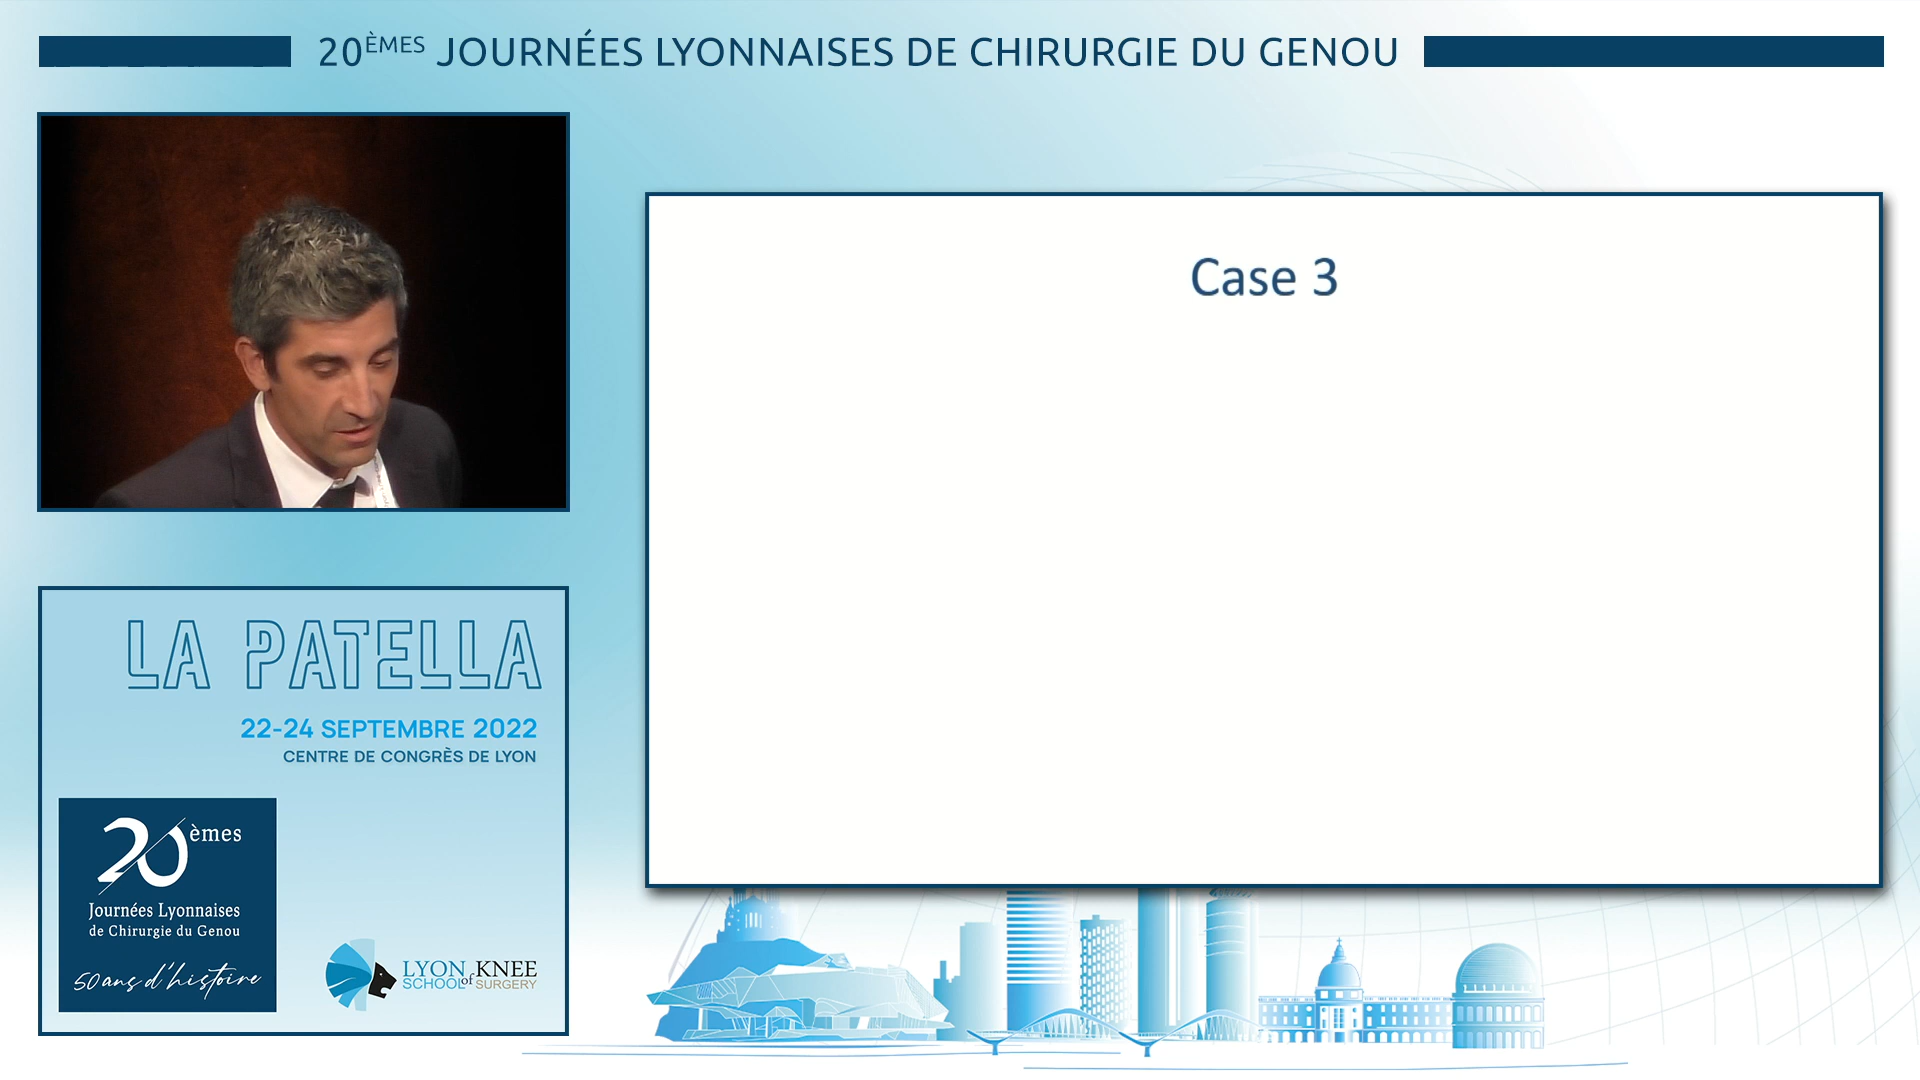 20ÈMES JOURNÉES LYONNAISES DE CHIRURGIE DU GENOU
Case 3
LA PATELLA
22-24 SEPTEMBRE 2022
CENTRE DE CONGRÈS DE LYON
20èmes
Journées Lyonnaises
de Chirurgie du Genou
50 ans d'histoire
LYON KNEE
SCHOOL of SURGERY